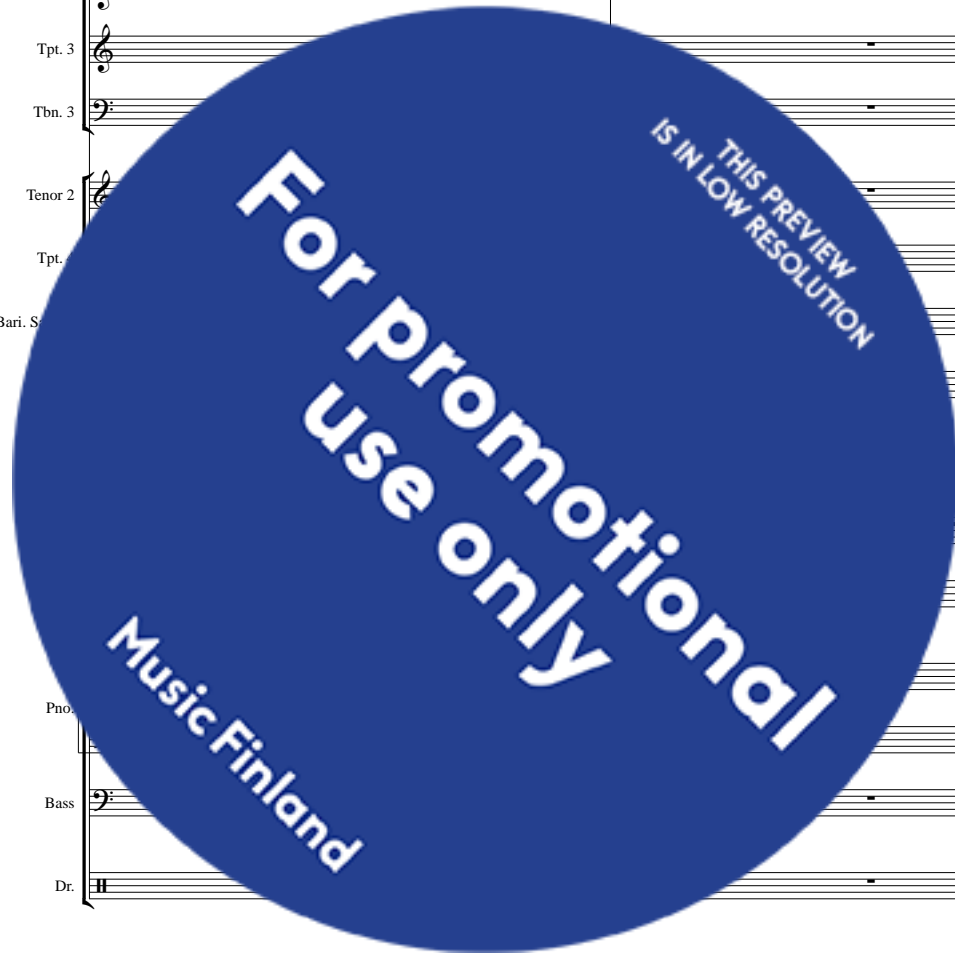 Tpt. 3
Tbn. 3
Tenor 2
Tpt.
Bari.
Pno.
Bass
Dr.
THIS PREVIEW
IS IN LOW RESOLUTION
For promotional
use only
Music Finland